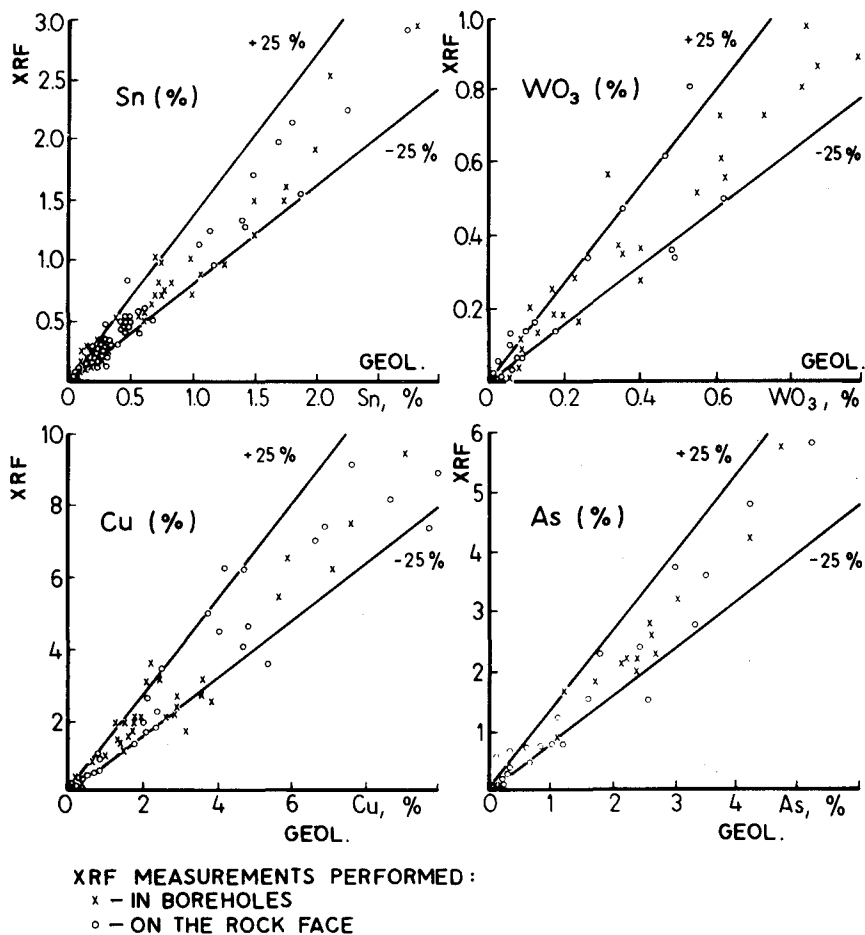 XRF
3.0
2.5
2.0
1.5
1.0
0.5
0
0.5
1.0
1.5
2.0
Sn, %
GEOL.
Sn (%)
+25 %
-25 %
XRF
1.0
0.8
0.6
0.4
0.2
0
0.2
0.4
0.6
WO3, %
GEOL.
WO3 (%)
+25 %
-25 %
XRF
10
8
6
4
2
0
2
4
6
Cu, %
GEOL.
Cu (%)
+25 %
-25 %
XRF
6
5
4
3
2
1
0
1
2
3
4
As, %
GEOL.
As (%)
+25 %
-25 %
XRF MEASUREMENTS PERFORMED:
x – IN BOREHOLES
o – ON THE ROCK FACE